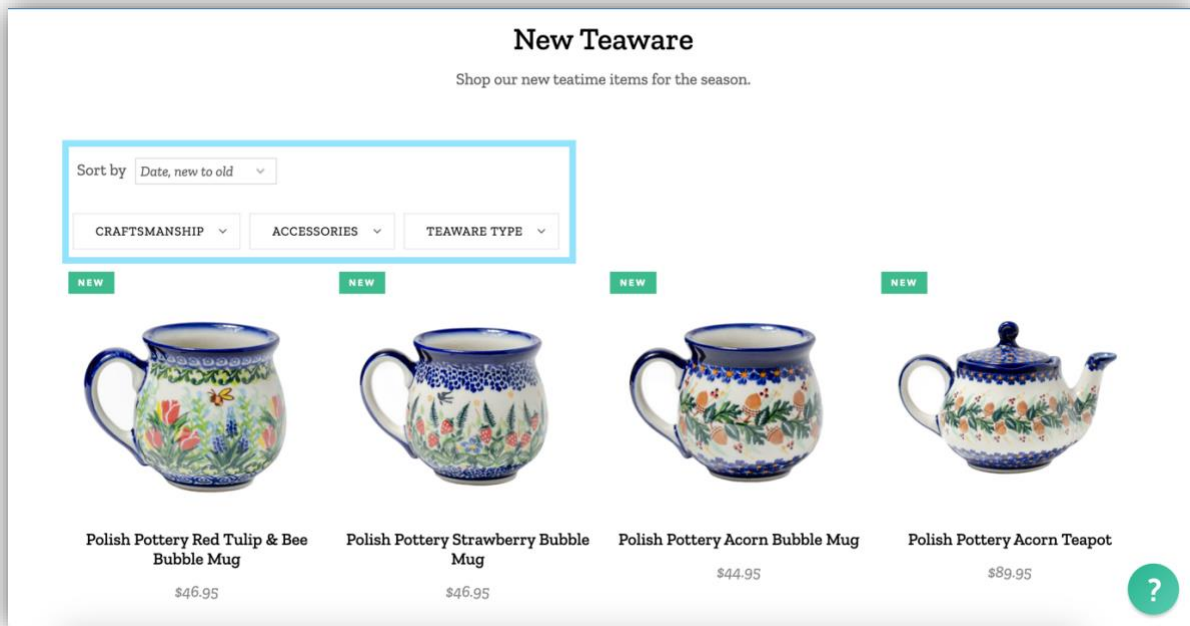 New Teaware
Shop our new teatime items for the season.
Sort by Date, new to old
CRAFTSMANSHIP ACCESSORIES TEAWARE TYPE
NEW NEW NEW NEW
Polish Pottery Red Tulip & Bee
Bubble Mug
$46.95
Polish Pottery Strawberry Bubble
Mug
$46.95
Polish Pottery Acorn Bubble Mug
$44.95
Polish Pottery Acorn Teapot
$89.95
?